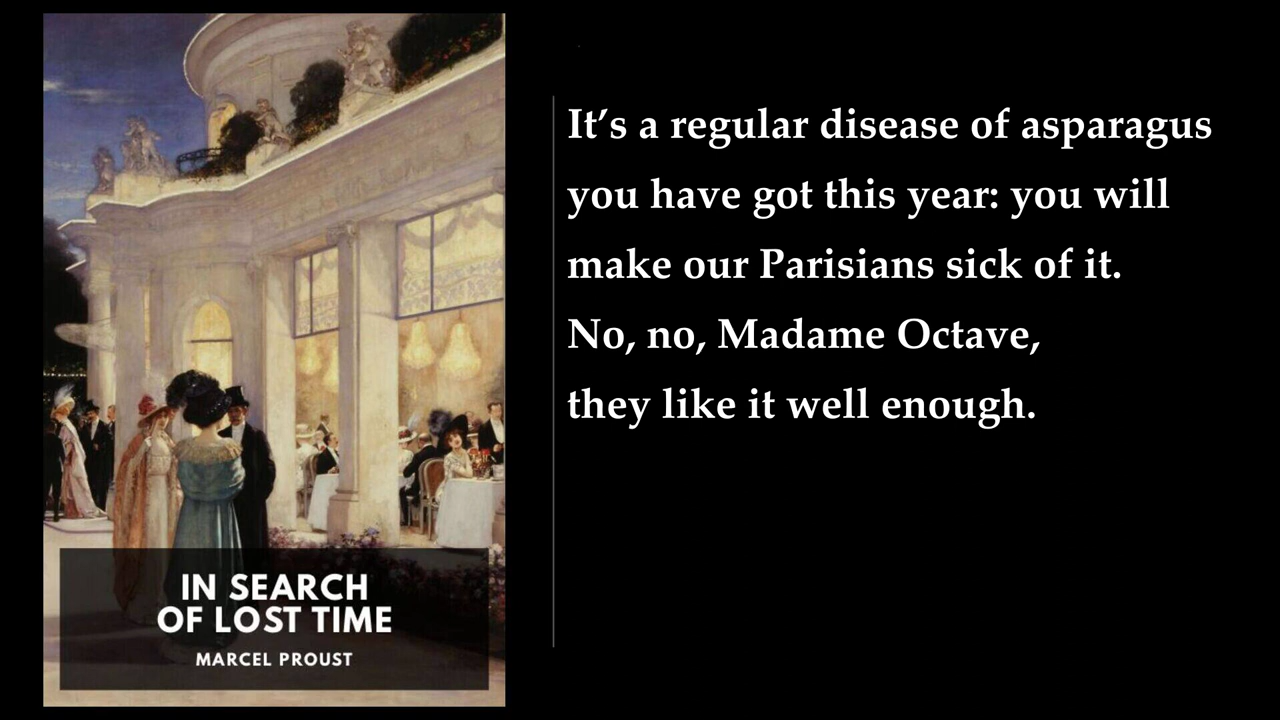 It’s a regular disease of asparagus
you have got this year: you will
make our Parisians sick of it.
No, no, Madame Octave,
they like it well enough.
IN SEARCH
OF LOST TIME
MARCEL PROUST